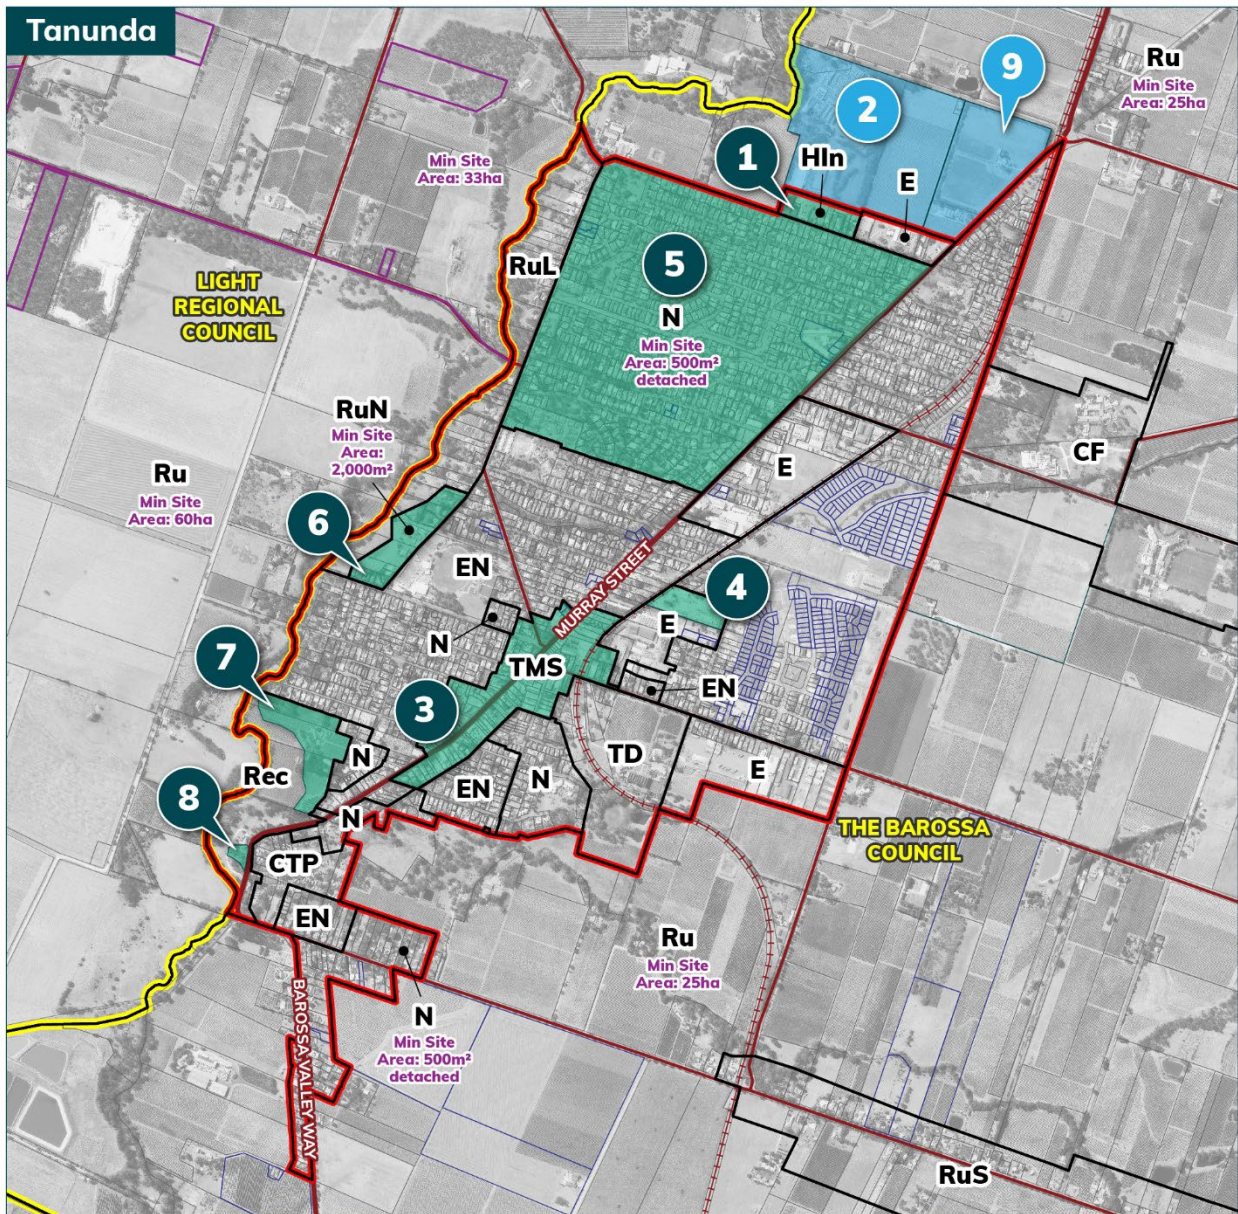 Tanunda
Ru
Min Site
Area: 25ha
9
2
1
HIn
E
Min Site
Area: 33ha
RuL
5
N
Min Site
Area: 500m²
detached
LIGHT
REGIONAL
COUNCIL
RuN
Min Site
Area:
2,000m²
CF
E
Ru
Min Site
Area: 60ha
6
EN
MURRAY STREET
4
E
N
TMS
EN
7
3
N
TD
E
Rec
EN
N
8
N
THE BAROSSA
COUNCIL
CTP
EN
Ru
Min Site
Area: 25ha
N
Min Site
Area: 500m²
detached
BAROSSA VALLEY WAY
RuS